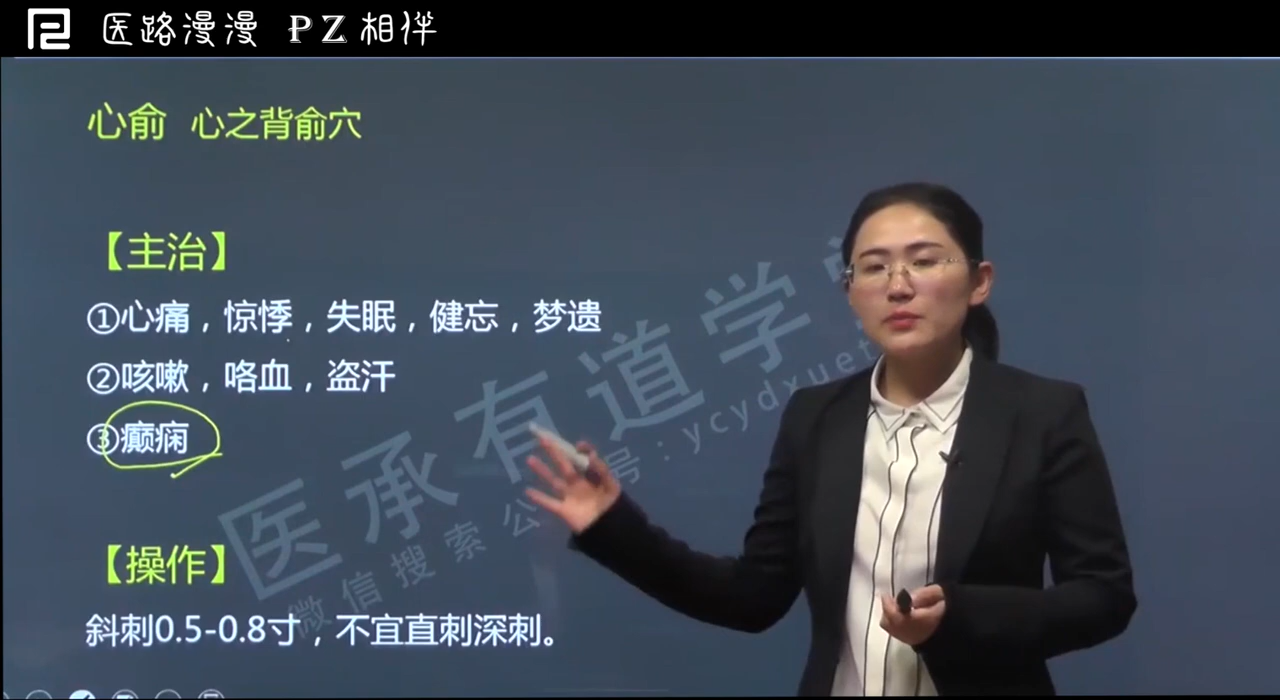 医路漫漫 PZ相伴
心俞 心之背俞穴
【主治】
①心痛，惊悸，失眠，健忘，梦遗
②咳嗽，咯血，盗汗
③癫痫
【操作】
斜刺0.5-0.8寸，不宜直刺深刺。
医承有道学
微信搜索公 号:ycydxuet